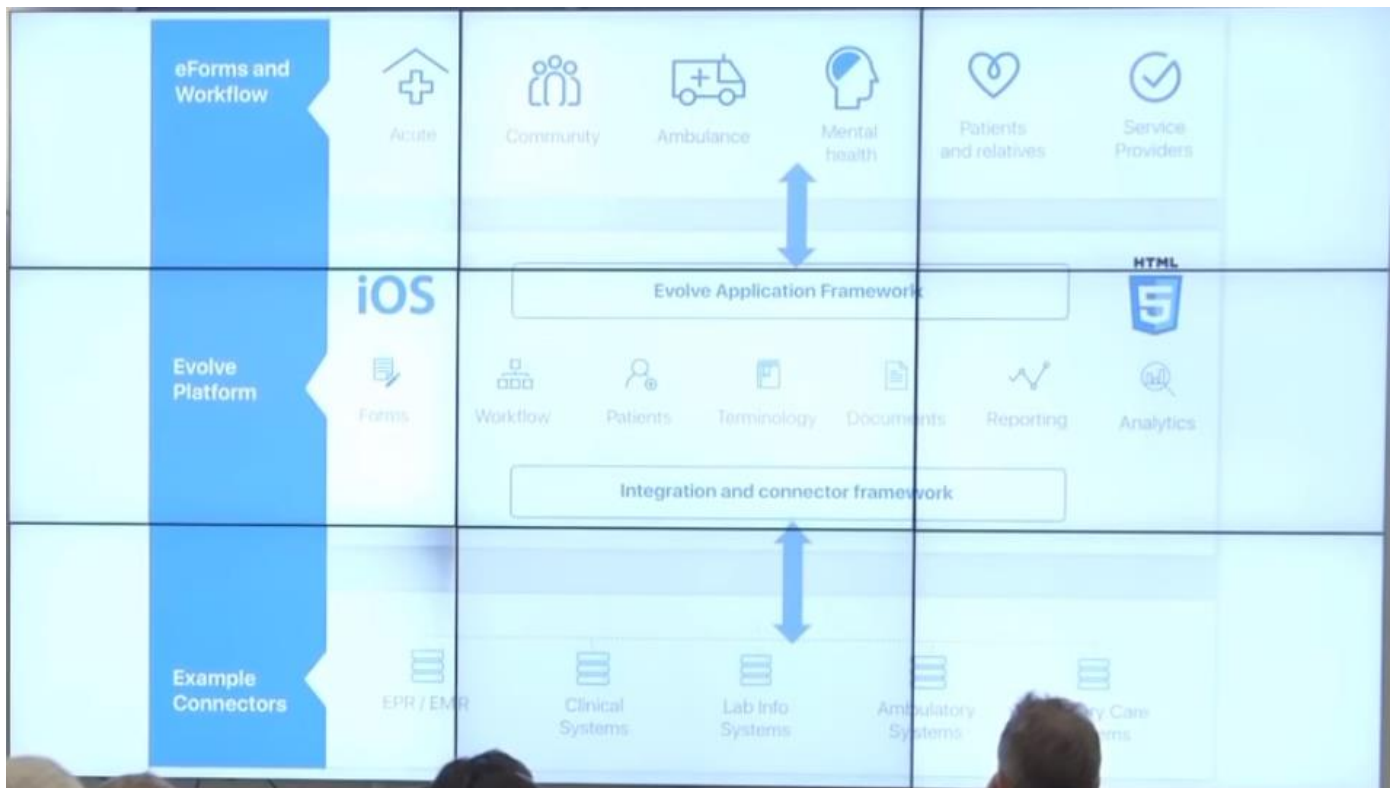 eForms and
Workflow
Acute
Community
Ambulance
Mental
health
Patients
and relatives
Service
Providers
iOS
Evolve Application Framework
HTML
5
Evolve
Platform
Forms
Workflow
Patients
Terminology
Documents
Reporting
Analytics
Integration and connector framework
Example
Connectors
EPR / EMR
Clinical
Systems
Lab Info
Systems
Ambulatory
Systems
Care